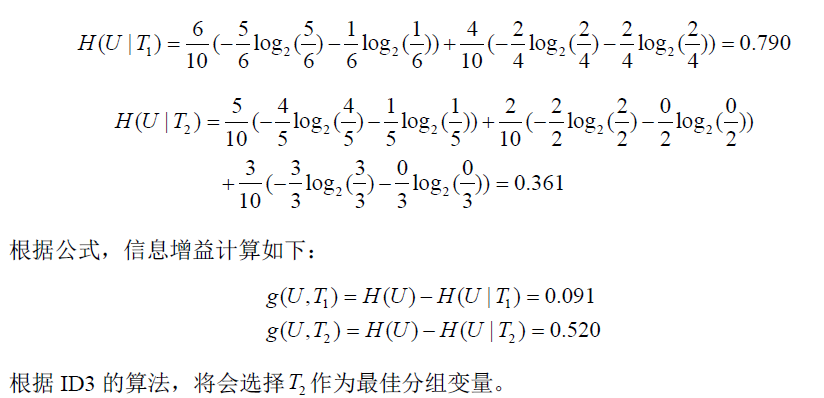 H(U | T₁) = 6/10(-5/6 log₂(5/6) - 1/6 log₂(1/6)) + 4/10(-2/4 log₂(2/4) - 2/4 log₂(2/4)) = 0.790
H(U | T₂) = 5/10(-4/5 log₂(4/5) - 1/5 log₂(1/5)) + 2/10(-2/2 log₂(2/2) - 0/2 log₂(0/2))
+ 3/10(-3/3 log₂(3/3) - 0/3 log₂(0/3)) = 0.361
根据公式，信息增益计算如下：
g(U,T₁) = H(U) - H(U | T₁) = 0.091
g(U,T₂) = H(U) - H(U | T₂) = 0.520
根据 ID3 的算法，将会选择 T₂ 作为最佳分组变量。